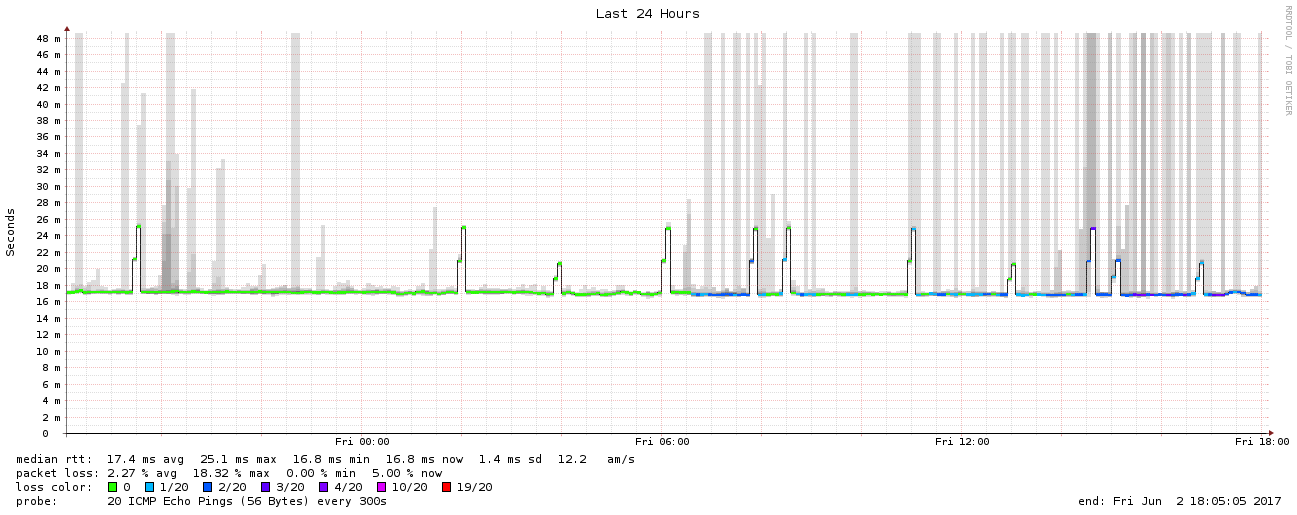 Last 24 Hours
RRDTOOL / TOBI OETIKER
Seconds
48 m
46 m
44 m
42 m
40 m
38 m
36 m
34 m
32 m
30 m
28 m
26 m
24 m
22 m
20 m
18 m
16 m
14 m
12 m
10 m
8 m
6 m
4 m
2 m
0
Fri 00:00 Fri 06:00 Fri 12:00 Fri 18:00
median rtt: 17.4 ms avg 25.1 ms max 16.8 ms min 16.8 ms now 1.4 ms sd 12.2 am/s
packet loss: 2.27 % avg 18.32 % max 0.00 % min 5.00 % now
loss color: 0 1/20 2/20 3/20 4/20 10/20 19/20
probe: 20 ICMP Echo Pings (56 Bytes) every 300s end: Fri Jun 2 18:05:05 2017